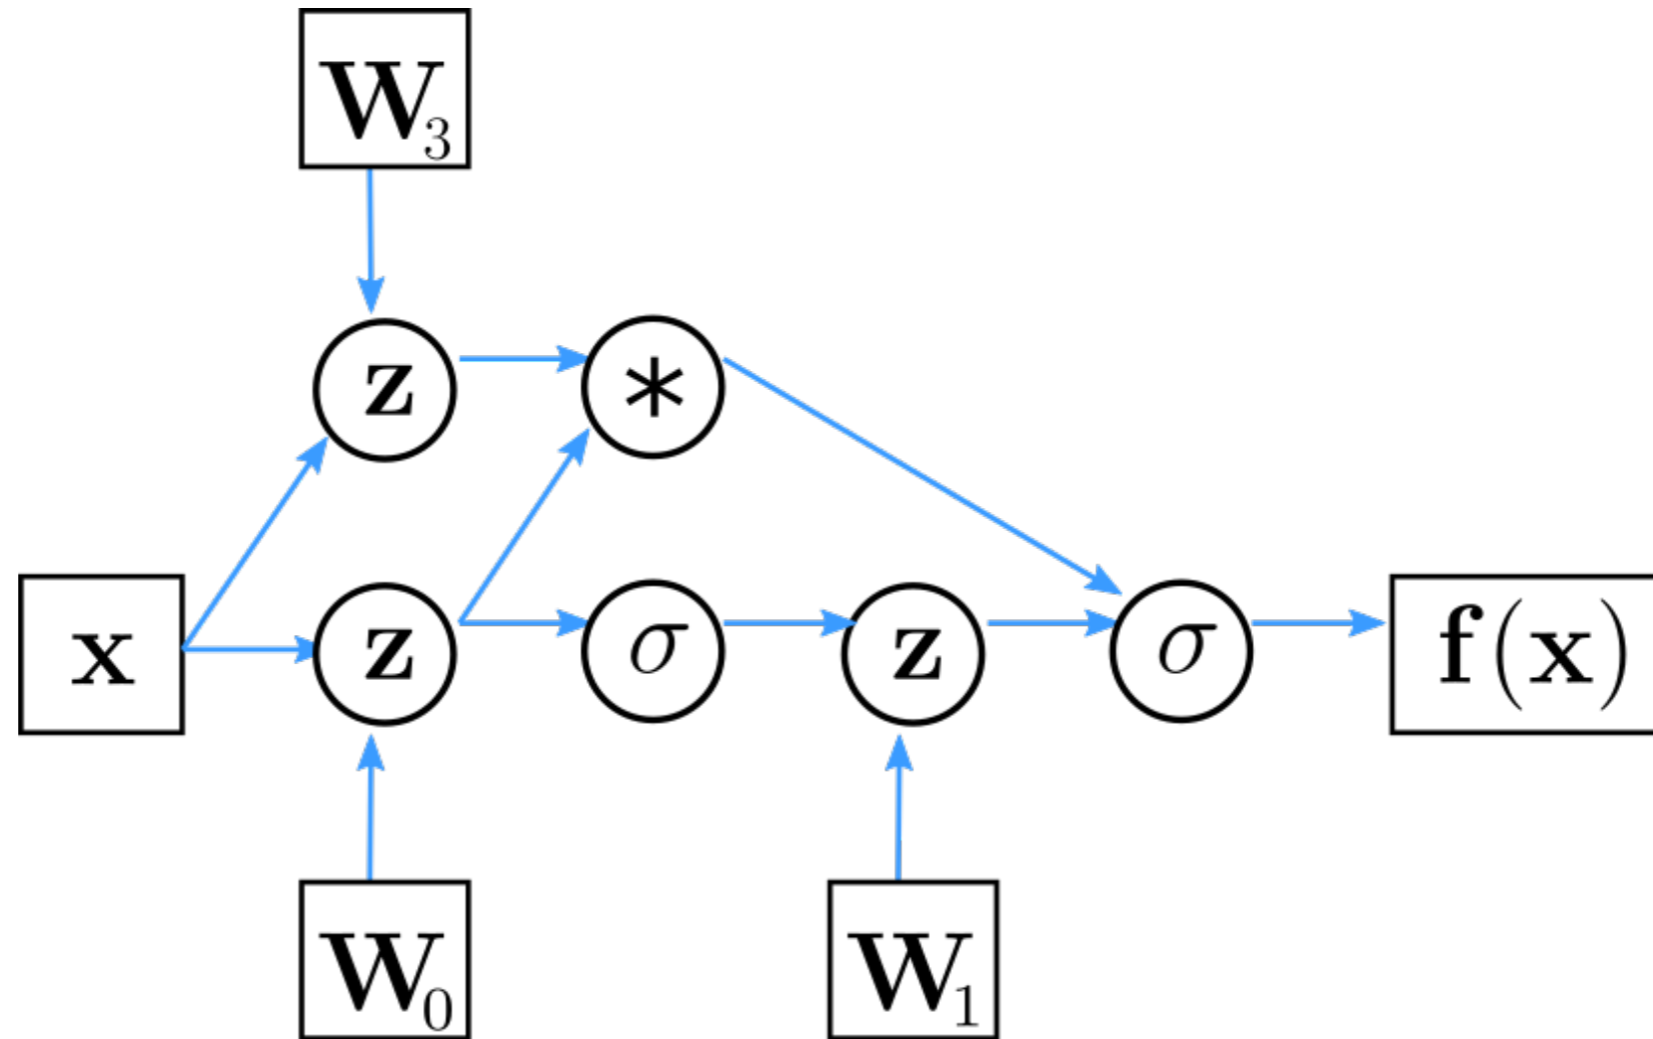 W₃
z *
x z σ z σ f(x)
W₀ W₁